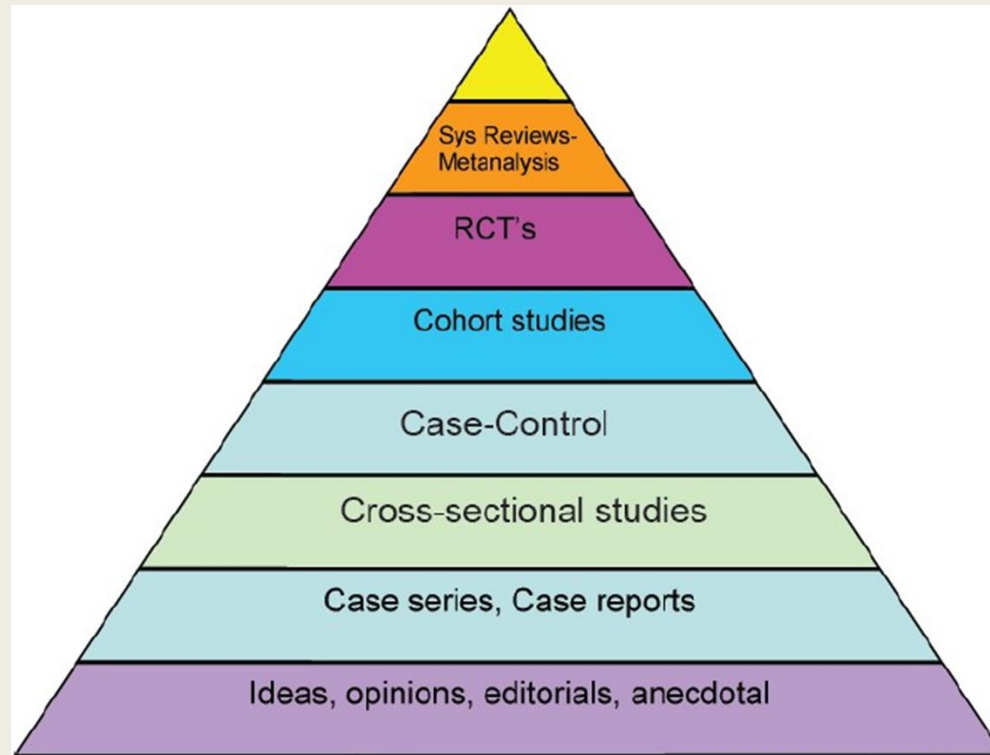 Sys Reviews-
Metanalysis
RCT's
Cohort studies
Case-Control
Cross-sectional studies
Case series, Case reports
Ideas, opinions, editorials, anecdotal